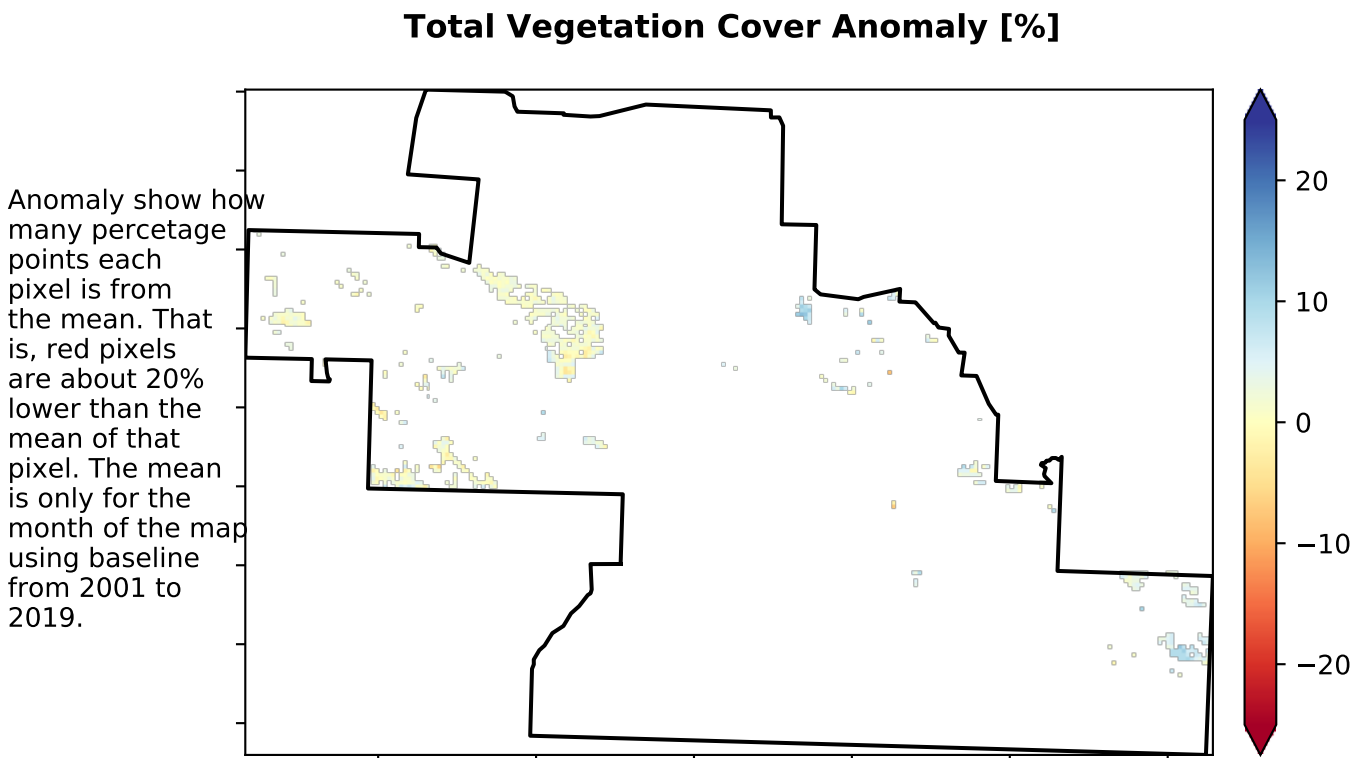 Total Vegetation Cover Anomaly [%]
Anomaly show how
many percetage
points each
pixel is from
the mean. That
is, red pixels
are about 20%
lower than the
mean of that
pixel. The mean
is only for the
month of the map
using baseline
from 2001 to
2019.
20
10
0
−10
−20